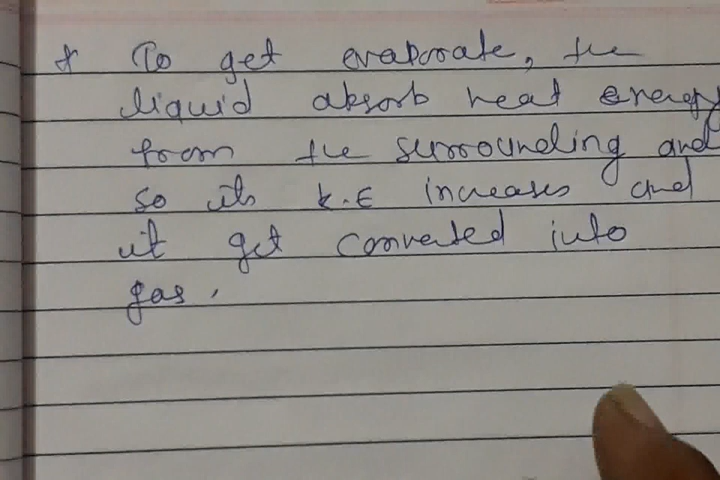 * To get evaporate, the
liquid absorb heat energy
from the surrounding and
so its k.E increases and
it get converted into
gas.